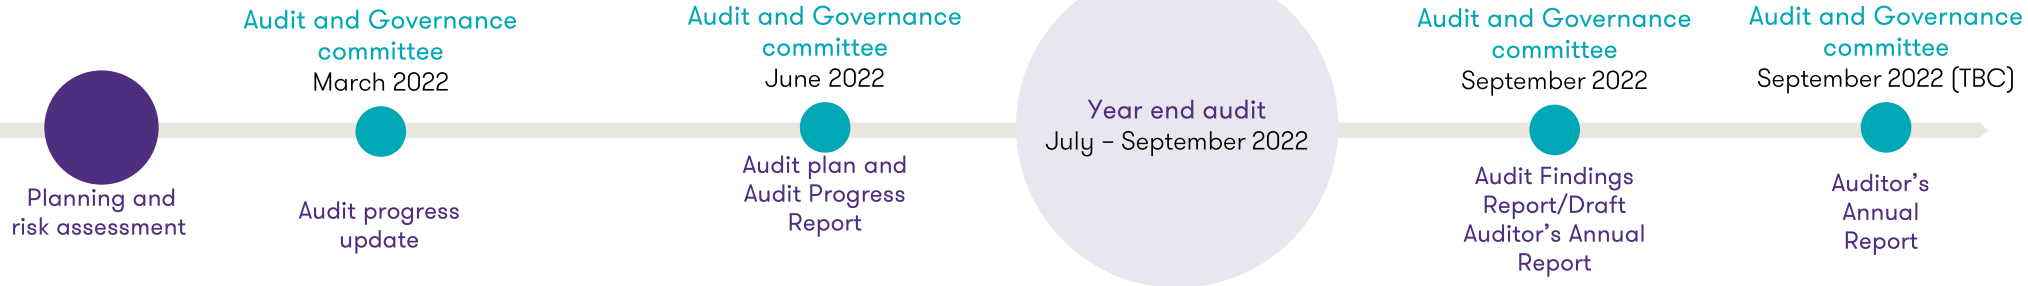 Planning and
risk assessment
Audit and Governance
committee
March 2022
Audit progress
update
Audit and Governance
committee
June 2022
Audit plan and
Audit Progress
Report
Year end audit
July – September 2022
Audit and Governance
committee
September 2022
Audit Findings
Report/Draft
Auditor’s Annual
Report
Audit and Governance
committee
September 2022 (TBC)
Auditor’s
Annual
Report